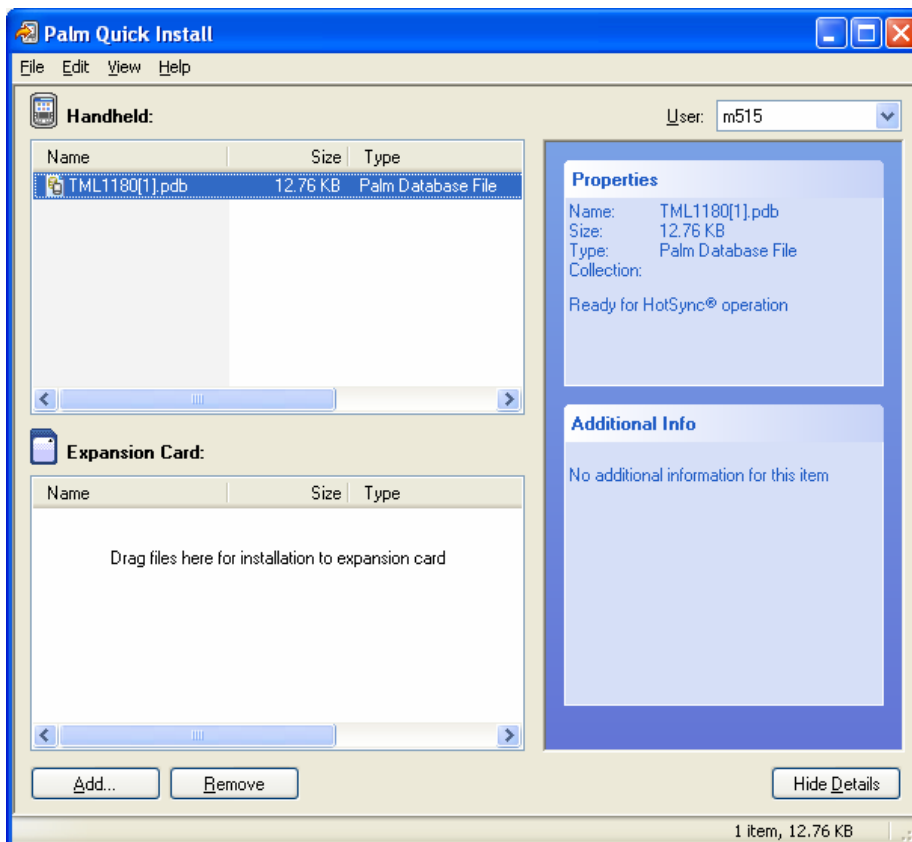 Palm Quick Install
File Edit View Help
Handheld:
User: m515
Name Size Type
TML1180[1].pdb 12.76 KB Palm Database File
Properties
Name: TML1180[1].pdb
Size: 12.76 KB
Type: Palm Database File
Collection:
Ready for HotSync® operation
Expansion Card:
Name Size Type
Drag files here for installation to expansion card
Additional Info
No additional information for this item
Add... Remove Hide Details
1 item, 12.76 KB